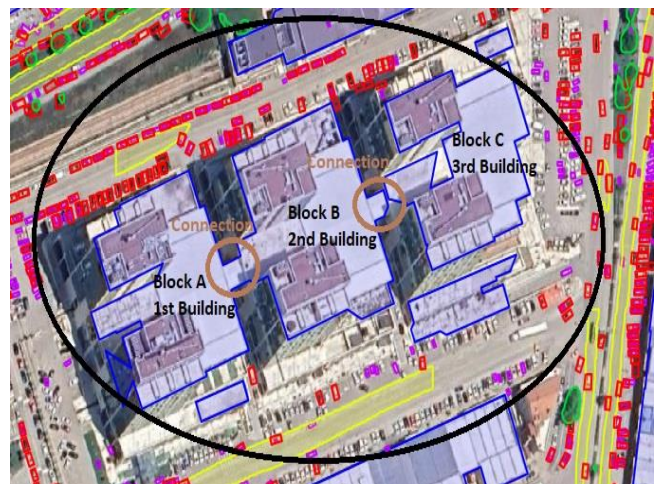 Block C
3rd Building
Connection
Block B
2nd Building
Connection
Block A
1st Building